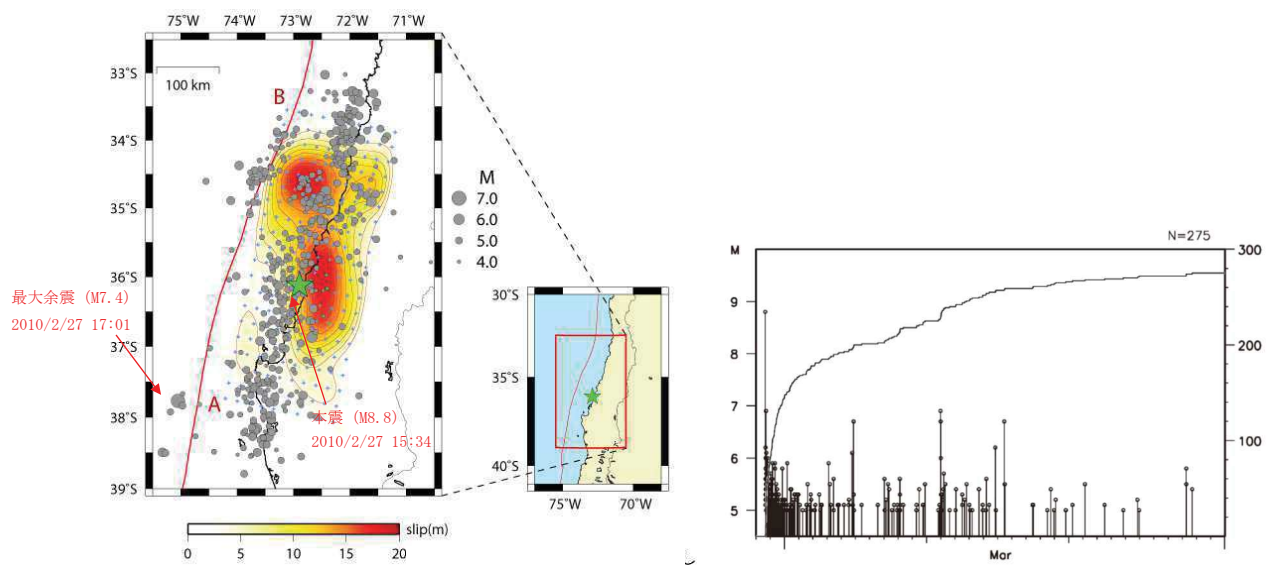 75°W 74°W 73°W 72°W 71°W
33°S
34°S
35°S
36°S
37°S
38°S
39°S
100 km
B
A
M
7.0
6.0
5.0
4.0
最大余震 (M7.4)
2010/2/27 17:01
本震 (M8.8)
2010/2/27 15:34
slip(m)
0 5 10 15 20
30°S
35°S
40°S
75°W 70°W
N=275
M
9
8
7
6
5
300
200
100
Mar